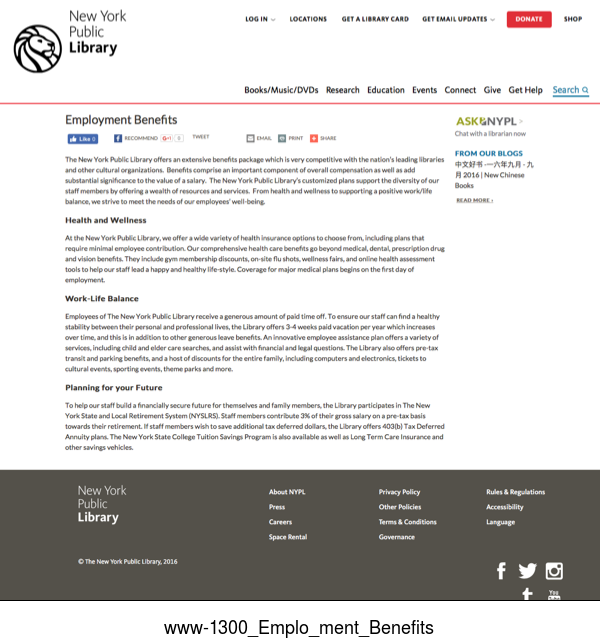 New York
Public
Library
LOG IN
LOCATIONS
GET A LIBRARY CARD
GET EMAIL UPDATES
DONATE
SHOP
Books/Music/DVDs
Research
Education
Events
Connect
Give
Get Help
Search
Employment Benefits
Like 0
RECOMMEND
G+1
0
TWEET
EMAIL
PRINT
SHARE
The New York Public Library offers an extensive benefits package which is very competitive with the nation's leading libraries
and other cultural organizations. Benefits comprise an important component of overall compensation as well as add
substantial significance to the value of a salary. The New York Public Library's customized plans support the diversity of our
staff members by offering a wealth of resources and services. From health and wellness to supporting a positive work/life
balance, we strive to meet the needs of our employees' well-being.
Health and Wellness
At the New York Public Library, we offer a wide variety of health insurance options to choose from, including plans that
require minimal employee contribution. Our comprehensive health care benefits go beyond medical, dental, prescription drug
and vision benefits. They include gym membership discounts, on-site flu shots, wellness fairs, and online health assessment
tools to help our staff lead a happy and healthy life-style. Coverage for major medical plans begins on the first day of
employment.
Work-Life Balance
Employees of The New York Public Library receive a generous amount of paid time off. To ensure our staff can find a healthy
stability between their personal and professional lives, the Library offers 3-4 weeks paid vacation per year which increases
over time, and this is in addition to other generous leave benefits. An innovative employee assistance plan offers a variety of
services, including child and elder care searches, and assist with financial and legal questions. The Library also offers pre-tax
transit and parking benefits, and a host of discounts for the entire family, including computers and electronics, tickets to
cultural events, sporting events, theme parks and more.
Planning for your Future
To help our staff build a financially secure future for themselves and family members, the Library participates in The New
York State and Local Retirement System (NYSLRS). Staff members contribute 3% of their gross salary on a pre-tax basis
towards their retirement. If staff members wish to save additional tax deferred dollars, the Library offers 403(b) Tax Deferred
Annuity plans. The New York State College Tuition Savings Program is also available as well as Long Term Care Insurance and
other savings vehicles.
ASK NYPL >
Chat with a librarian now
FROM OUR BLOGS
中文好书 -一六年九月 - 九
月 2016 | New Chinese
Books
READ MORE ›
New York
Public
Library
© The New York Public Library, 2016
About NYPL
Press
Careers
Space Rental
Privacy Policy
Other Policies
Terms & Conditions
Governance
Rules & Regulations
Accessibility
Language
You
www-1300_Emplo_ment_Benefits